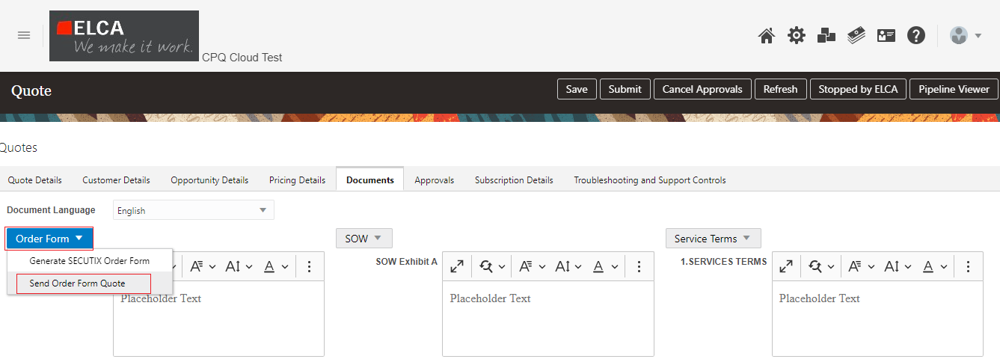 ELCA
We make it work.
CPQ Cloud Test
Quote
Save Submit Cancel Approvals Refresh Stopped by ELCA Pipeline Viewer
Quotes
Quote Details Customer Details Opportunity Details Pricing Details Documents Approvals Subscription Details Troubleshooting and Support Controls
Document Language English
Order Form SOW Service Terms
Generate SECUTIX Order Form SOW Exhibit A 1.SERVICES TERMS
Send Order Form Quote
Placeholder Text Placeholder Text Placeholder Text